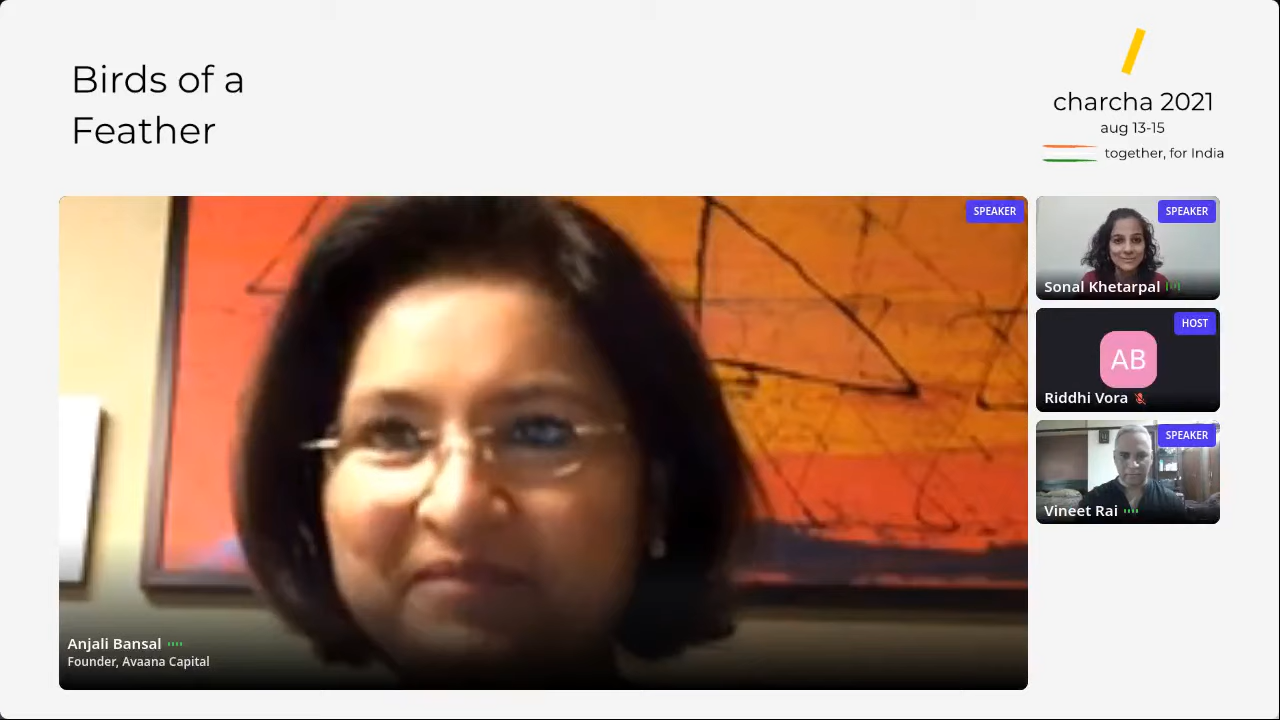 Birds of a
Feather
charcha 2021
aug 13-15
together, for India
SPEAKER
Anjali Bansal
Founder, Avaana Capital
SPEAKER
Sonal Khetarpal
HOST
AB
Riddhi Vora
SPEAKER
Vineet Rai